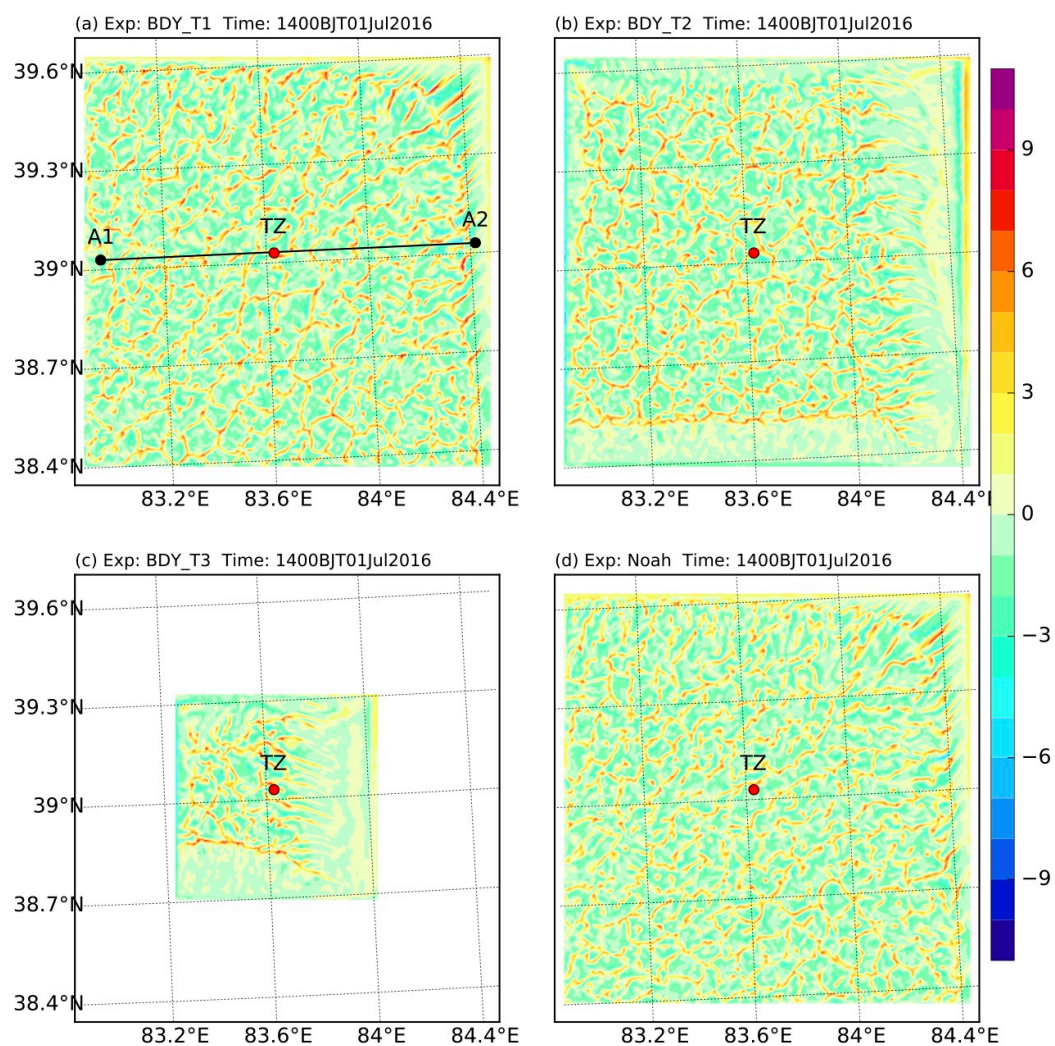 (a) Exp: BDY_T1 Time: 1400BJT01Jul2016
39.6°N
39.3°N
39°N
38.7°N
38.4°N
A1
TZ
A2
83.2°E 83.6°E 84°E 84.4°E
(b) Exp: BDY_T2 Time: 1400BJT01Jul2016
TZ
83.2°E 83.6°E 84°E 84.4°E
(c) Exp: BDY_T3 Time: 1400BJT01Jul2016
39.6°N
39.3°N
39°N
38.7°N
38.4°N
TZ
83.2°E 83.6°E 84°E 84.4°E
(d) Exp: Noah Time: 1400BJT01Jul2016
TZ
83.2°E 83.6°E 84°E 84.4°E
9
6
3
0
−3
−6
−9